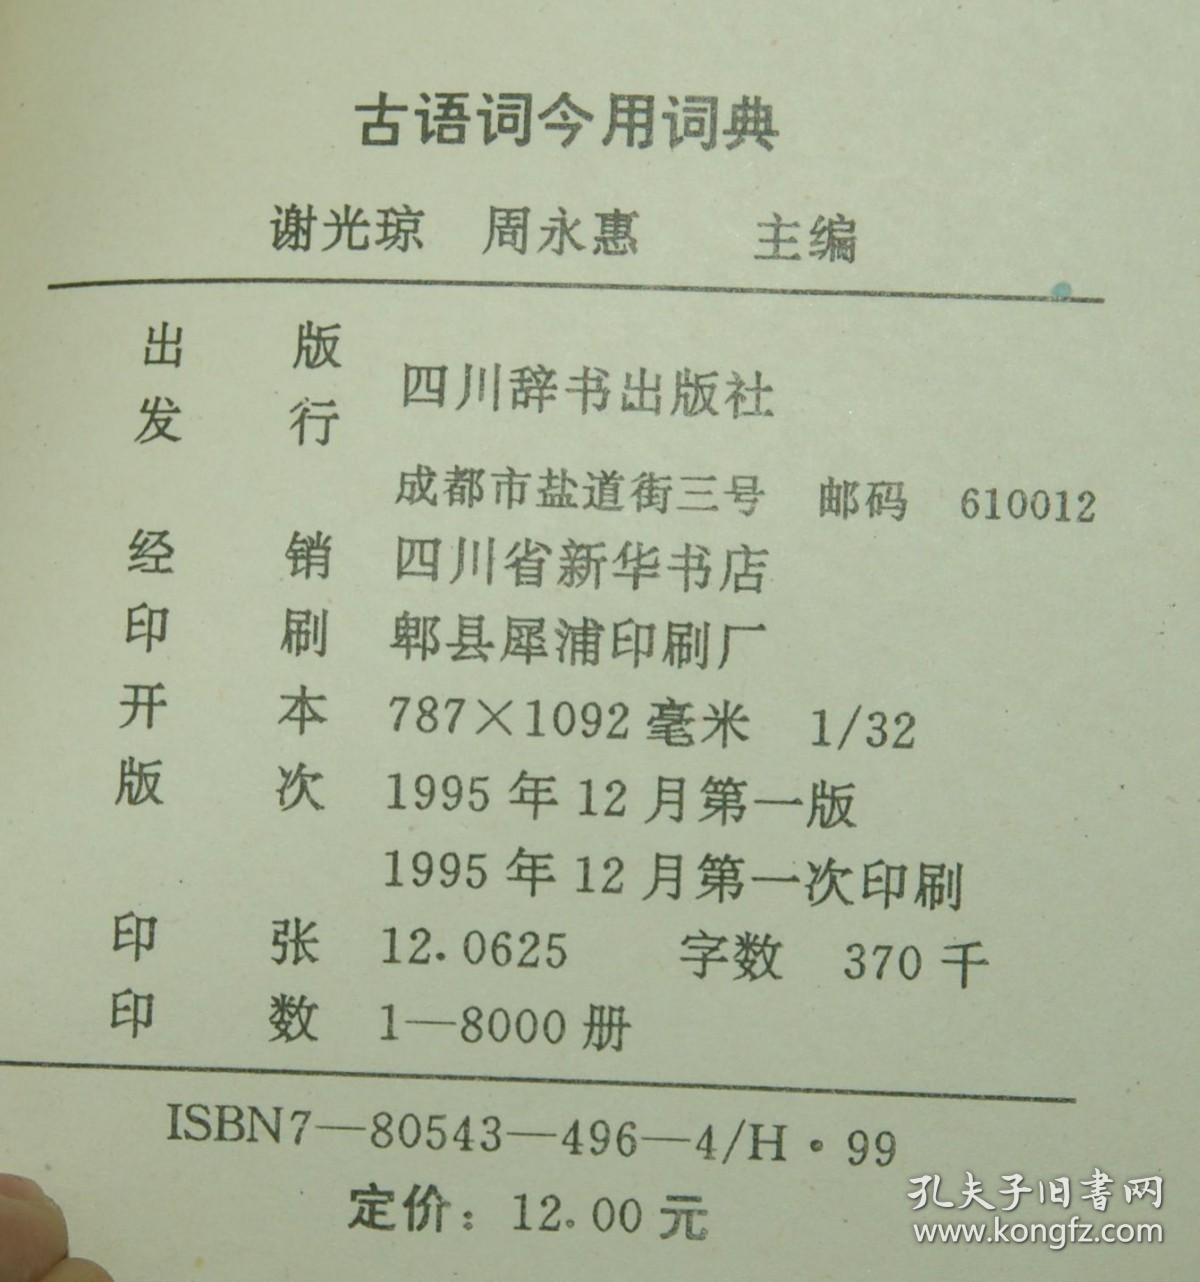 古语词今用词典
谢光琼 周永惠 主编
出版
发行 四川辞书出版社
成都市盐道街三号 邮码 610012
经销 四川省新华书店
印刷 郫县犀浦印刷厂
开本 787×1092毫米 1/32
版次 1995年12月第一版
1995年12月第一次印刷
印张 12.0625 字数 370千
印数 1—8000册
ISBN7—80543—496—4/H·99
定价：12.00元
孔夫子旧书网
www.kongfz.com